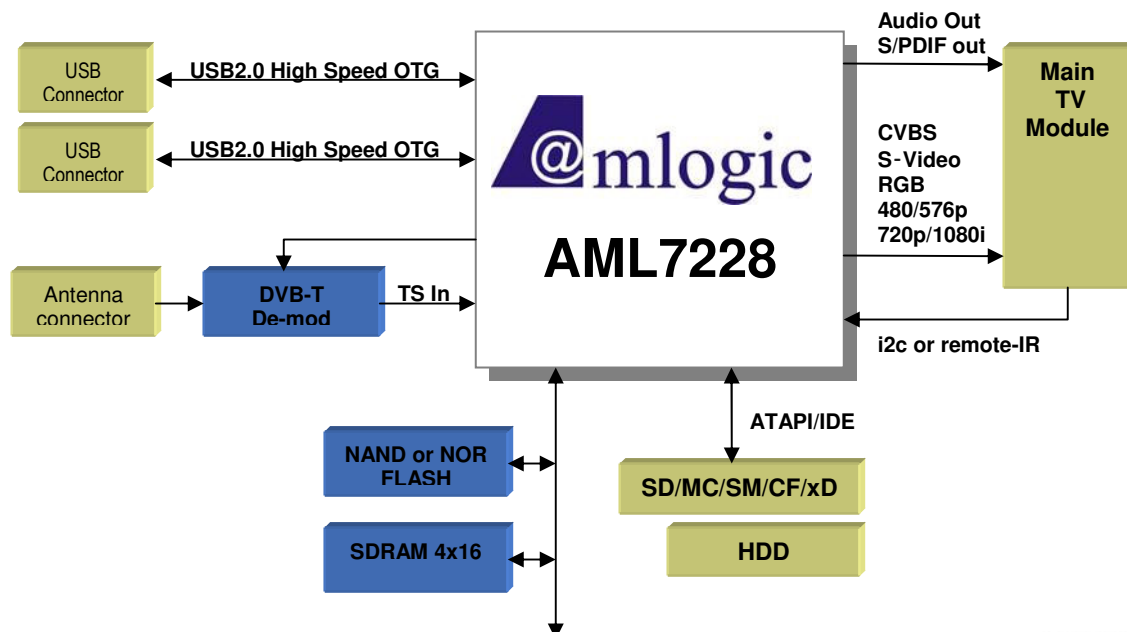 USB
Connector
USB2.0 High Speed OTG
USB
Connector
USB2.0 High Speed OTG
Antenna
connector
DVB-T
De-mod
TS In
@mlogic
AML7228
Audio Out
S/PDIF out
Main
TV
Module
CVBS
S-Video
RGB
480/576p
720p/1080i
i2c or remote-IR
ATAPI/IDE
NAND or NOR
FLASH
SD/MC/SM/CF/xD
SDRAM 4x16
HDD